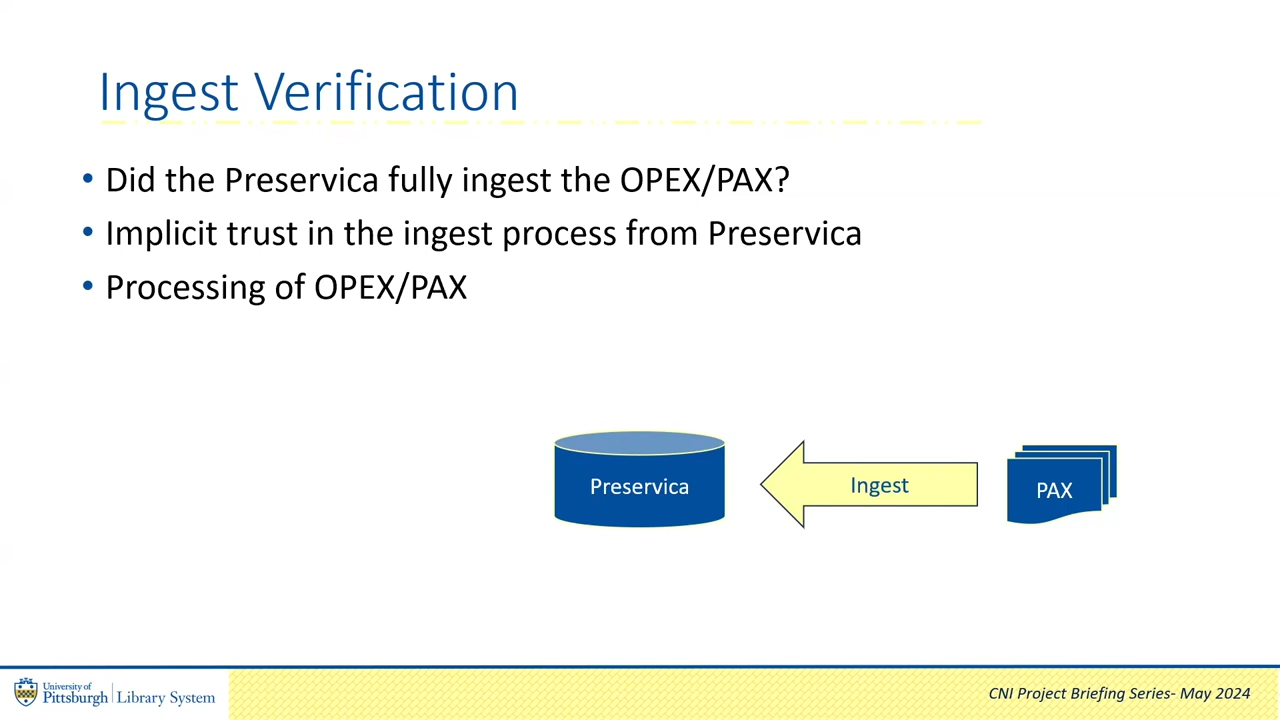 Ingest Verification
• Did the Preservica fully ingest the OPEX/PAX?
• Implicit trust in the ingest process from Preservica
• Processing of OPEX/PAX
Preservica
Ingest
PAX
University of
Pittsburgh
Library System
CNI Project Briefing Series- May 2024